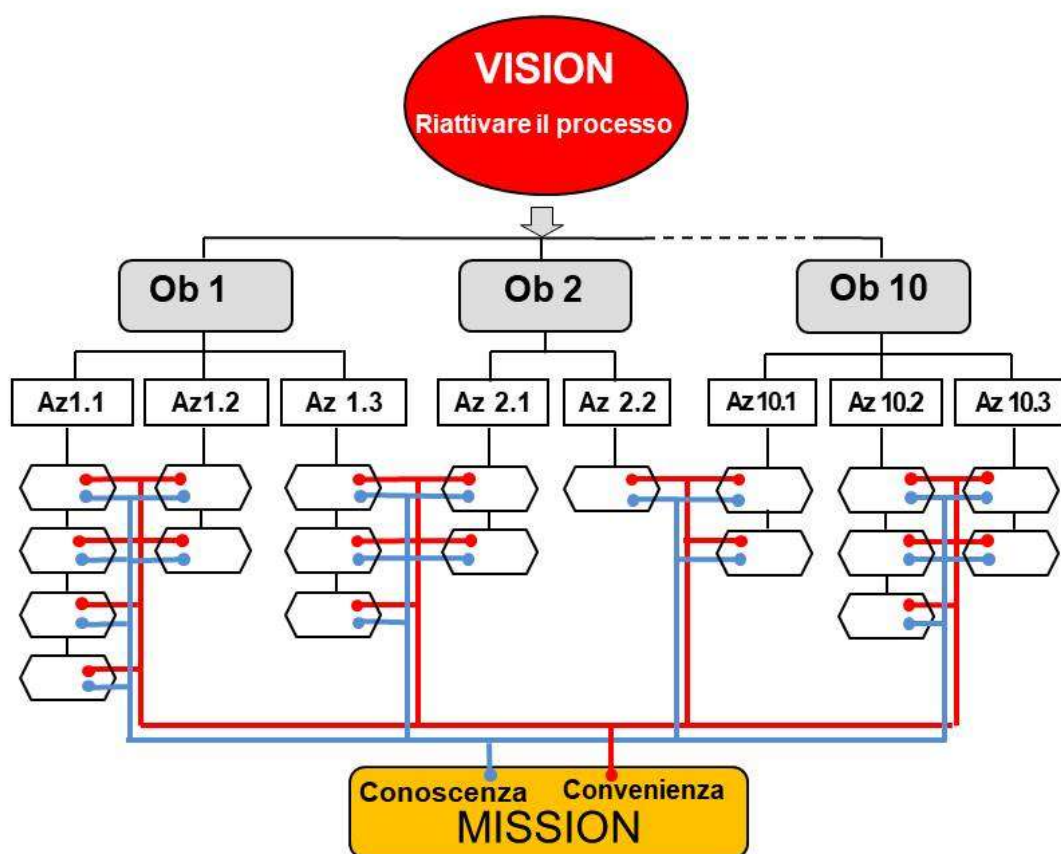 VISION
Riattivare il processo
Ob 1
Ob 2
Ob 10
Az1.1
Az1.2
Az 1.3
Az 2.1
Az 2.2
Az 10.1
Az 10.2
Az 10.3
Conoscenza
Convenienza
MISSION